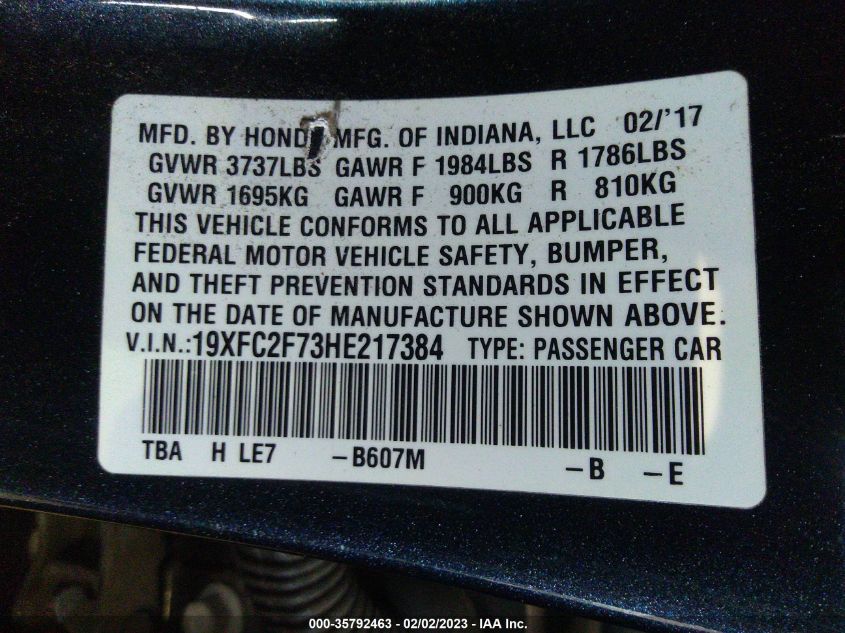 MFD. BY HOND MFG. OF INDIANA, LLC 02/'17
GVWR 3737LBS GAWR F 1984LBS R 1786LBS
GVWR 1695KG GAWR F 900KG R 810KG
THIS VEHICLE CONFORMS TO ALL APPLICABLE
FEDERAL MOTOR VEHICLE SAFETY, BUMPER,
AND THEFT PREVENTION STANDARDS IN EFFECT
ON THE DATE OF MANUFACTURE SHOWN ABOVE.
V.I.N.:19XFC2F73HE217384 TYPE: PASSENGER CAR
TBA H LE7 –B607M –B –E
000-35792463 — 02/02/2023 — IAA Inc.